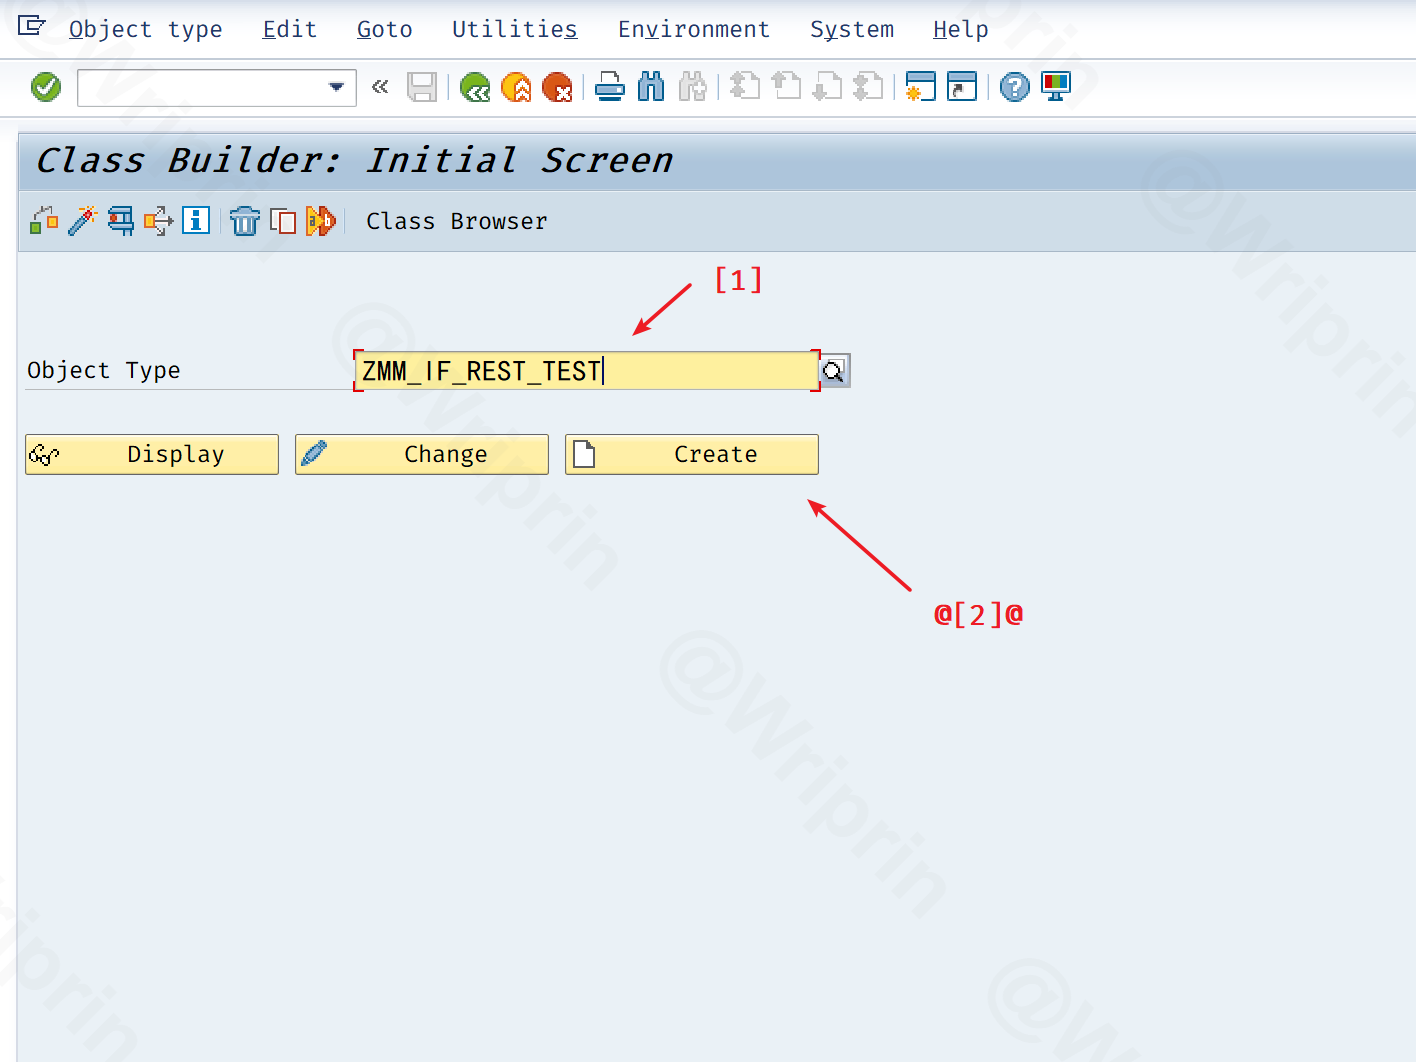 Object type Edit Goto Utilities Environment System Help
Class Builder: Initial Screen
Class Browser
[1]
Object Type ZMM_IF_REST_TEST
Display Change Create
@[2]@
@Wriprin
@Wriprin
@Wriprin
@Wriprin